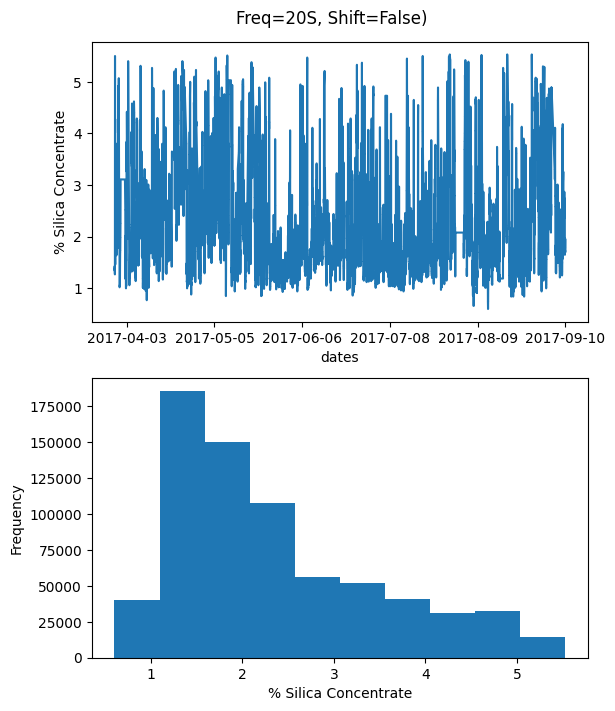 Freq=20S, Shift=False)
% Silica Concentrate
5
4
3
2
1
2017-04-03 2017-05-05 2017-06-06 2017-07-08 2017-08-09 2017-09-10
dates
Frequency
175000
150000
125000
100000
75000
50000
25000
0
1 2 3 4 5
% Silica Concentrate